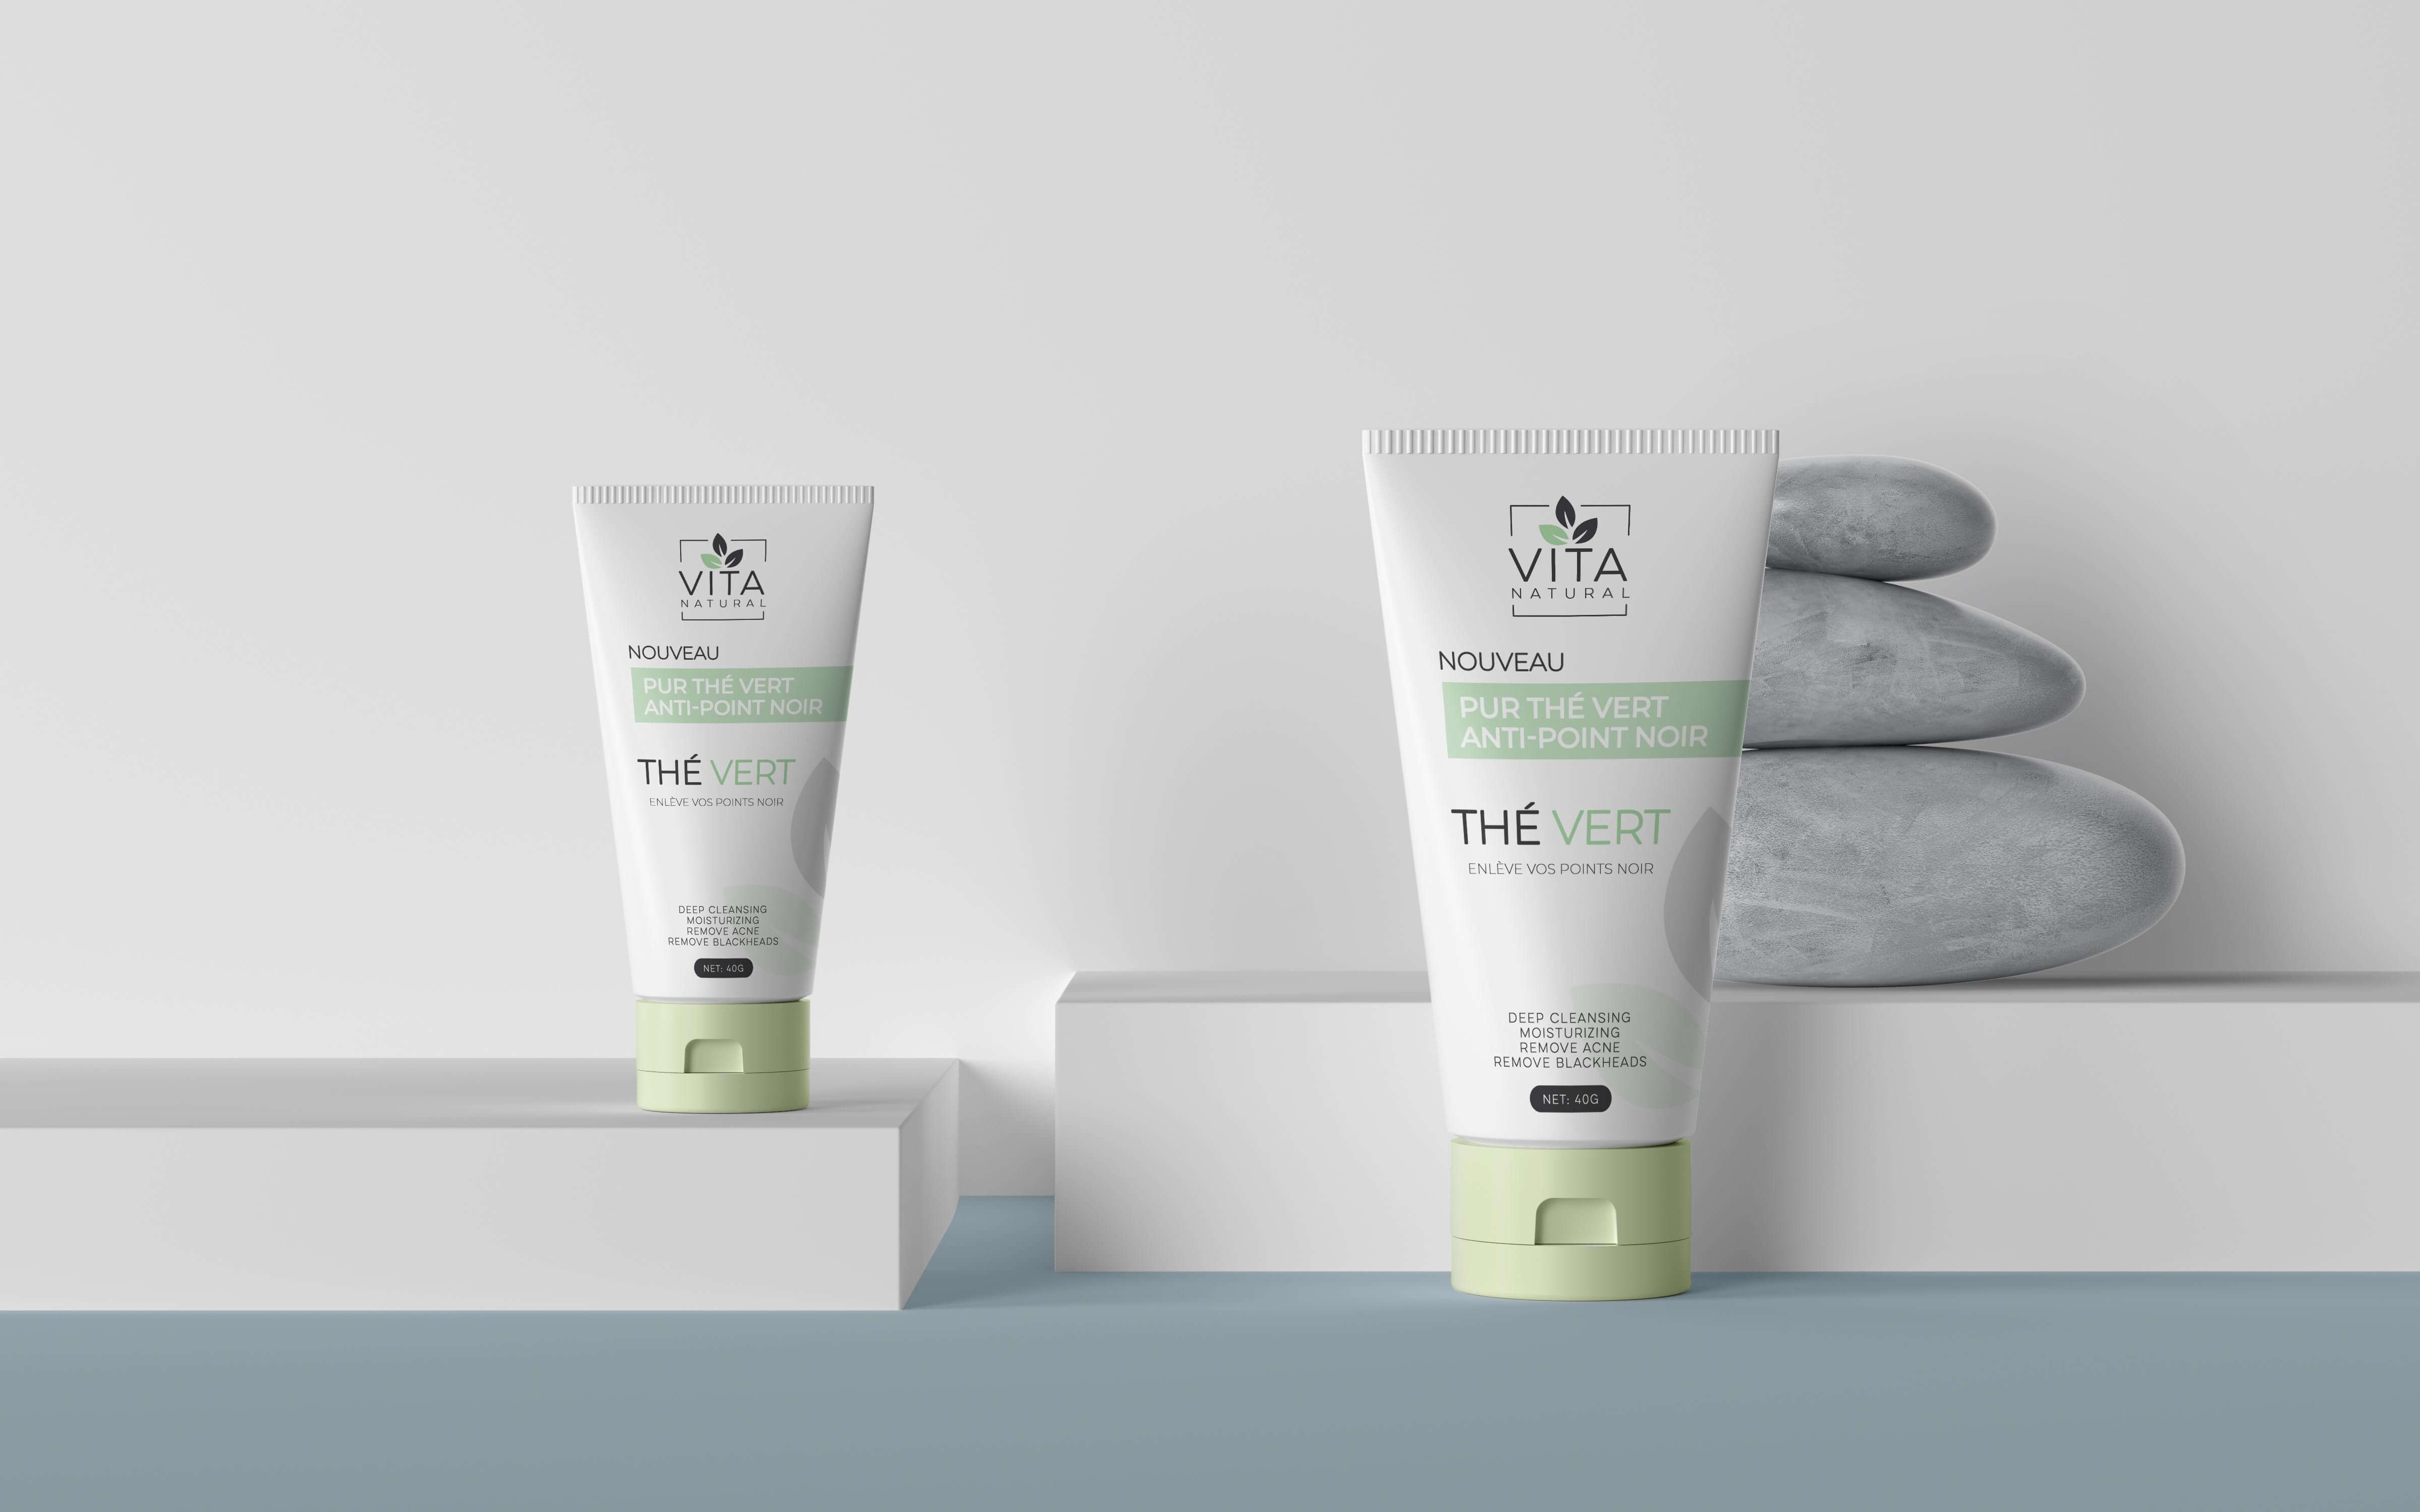 VITA
NATURAL
NOUVEAU
PUR THÉ VERT
ANTI-POINT NOIR
THÉ VERT
ENLÈVE VOS POINTS NOIR
DEEP CLEANSING
MOISTURIZING
REMOVE ACNE
REMOVE BLACKHEADS
NET: 40G
VITA
NATURAL
NOUVEAU
PUR THÉ VERT
ANTI-POINT NOIR
THÉ VERT
ENLÈVE VOS POINTS NOIR
DEEP CLEANSING
MOISTURIZING
REMOVE ACNE
REMOVE BLACKHEADS
NET: 40G